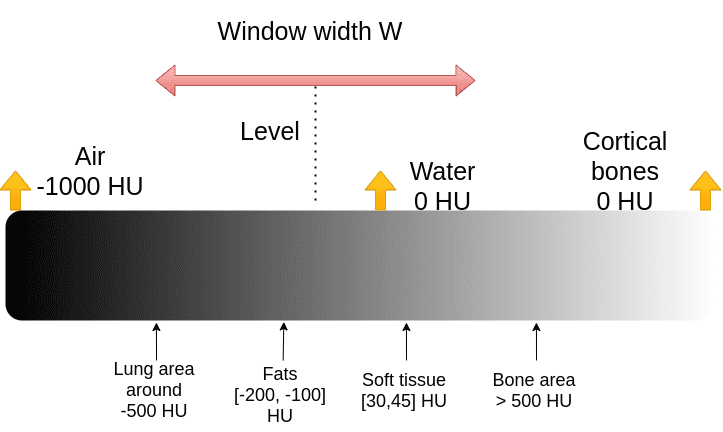 Window width W
Level
Air
-1000 HU
Water
0 HU
Cortical
bones
0 HU
Lung area
around
-500 HU
Fats
[-200, -100]
HU
Soft tissue
[30,45] HU
Bone area
> 500 HU